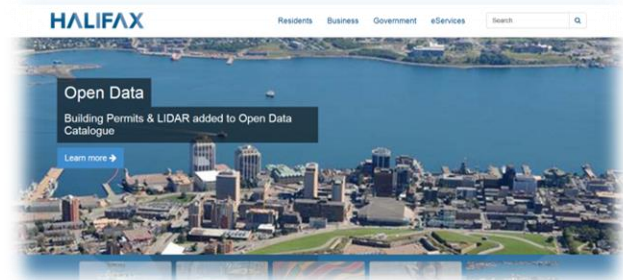 HALIFAX
Residents Business Government eServices Search
Open Data
Building Permits & LIDAR added to Open Data
Catalogue
Learn more →